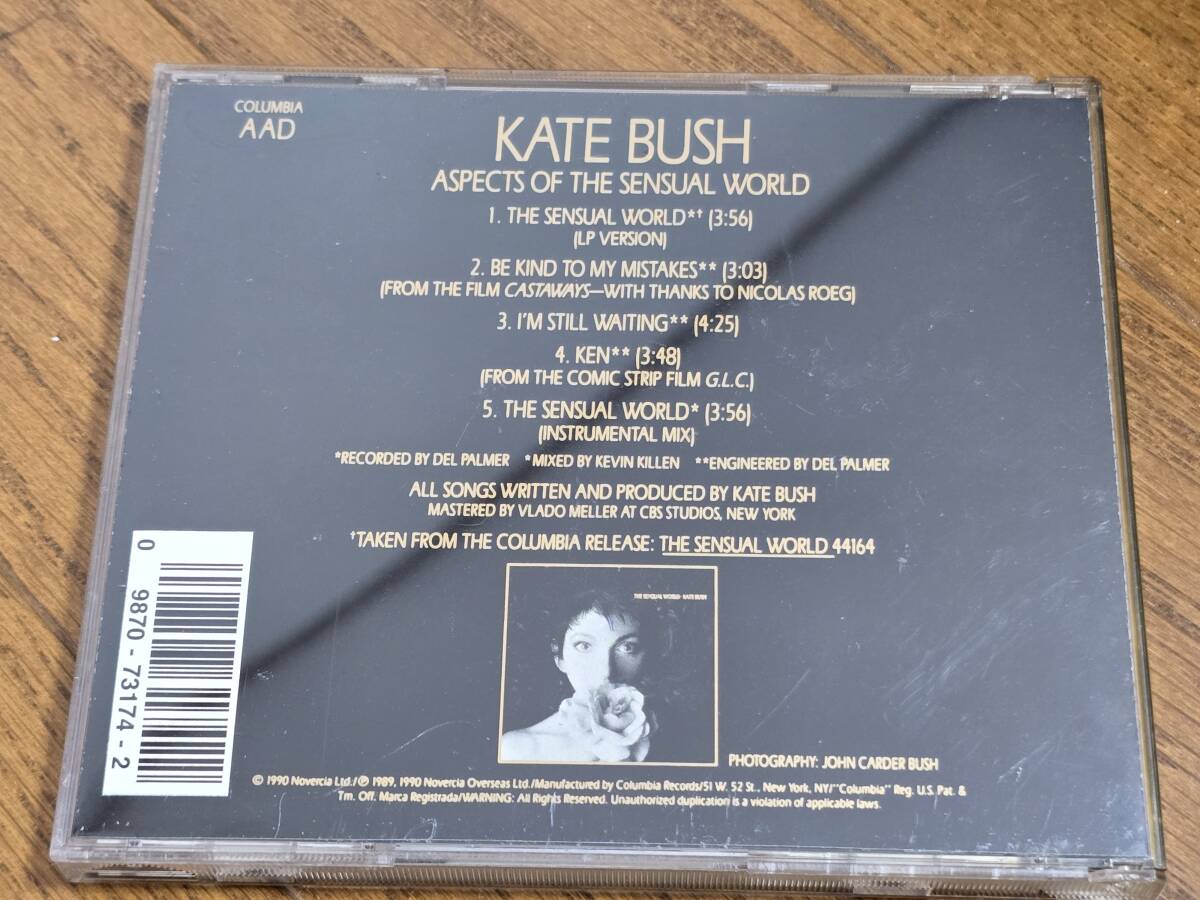 COLUMBIA
AAD
KATE BUSH
ASPECTS OF THE SENSUAL WORLD
1. THE SENSUAL WORLD*† (3:56)
(LP VERSION)
2. BE KIND TO MY MISTAKES** (3:03)
(FROM THE FILM CASTAWAYS—WITH THANKS TO NICOLAS ROEG)
3. I'M STILL WAITING** (4:25)
4. KEN** (3:48)
(FROM THE COMIC STRIP FILM G.L.C.)
5. THE SENSUAL WORLD* (3:56)
(INSTRUMENTAL MIX)
*RECORDED BY DEL PALMER *MIXED BY KEVIN KILLEN **ENGINEERED BY DEL PALMER
ALL SONGS WRITTEN AND PRODUCED BY KATE BUSH
MASTERED BY VLADO MELLER AT CBS STUDIOS, NEW YORK
†TAKEN FROM THE COLUMBIA RELEASE: THE SENSUAL WORLD 44164
THE SENSUAL WORLD · KATE BUSH
0 9870-73174-2
PHOTOGRAPHY: JOHN CARDER BUSH
© 1990 Novercia Ltd./℗ 1989, 1990 Novercia Overseas Ltd./Manufactured by Columbia Records/51 W. 52 St., New York, NY/"Columbia" Reg. U.S. Pat. &
Tm. Off. Marca Registrada/WARNING: All Rights Reserved. Unauthorized duplication is a violation of applicable laws.